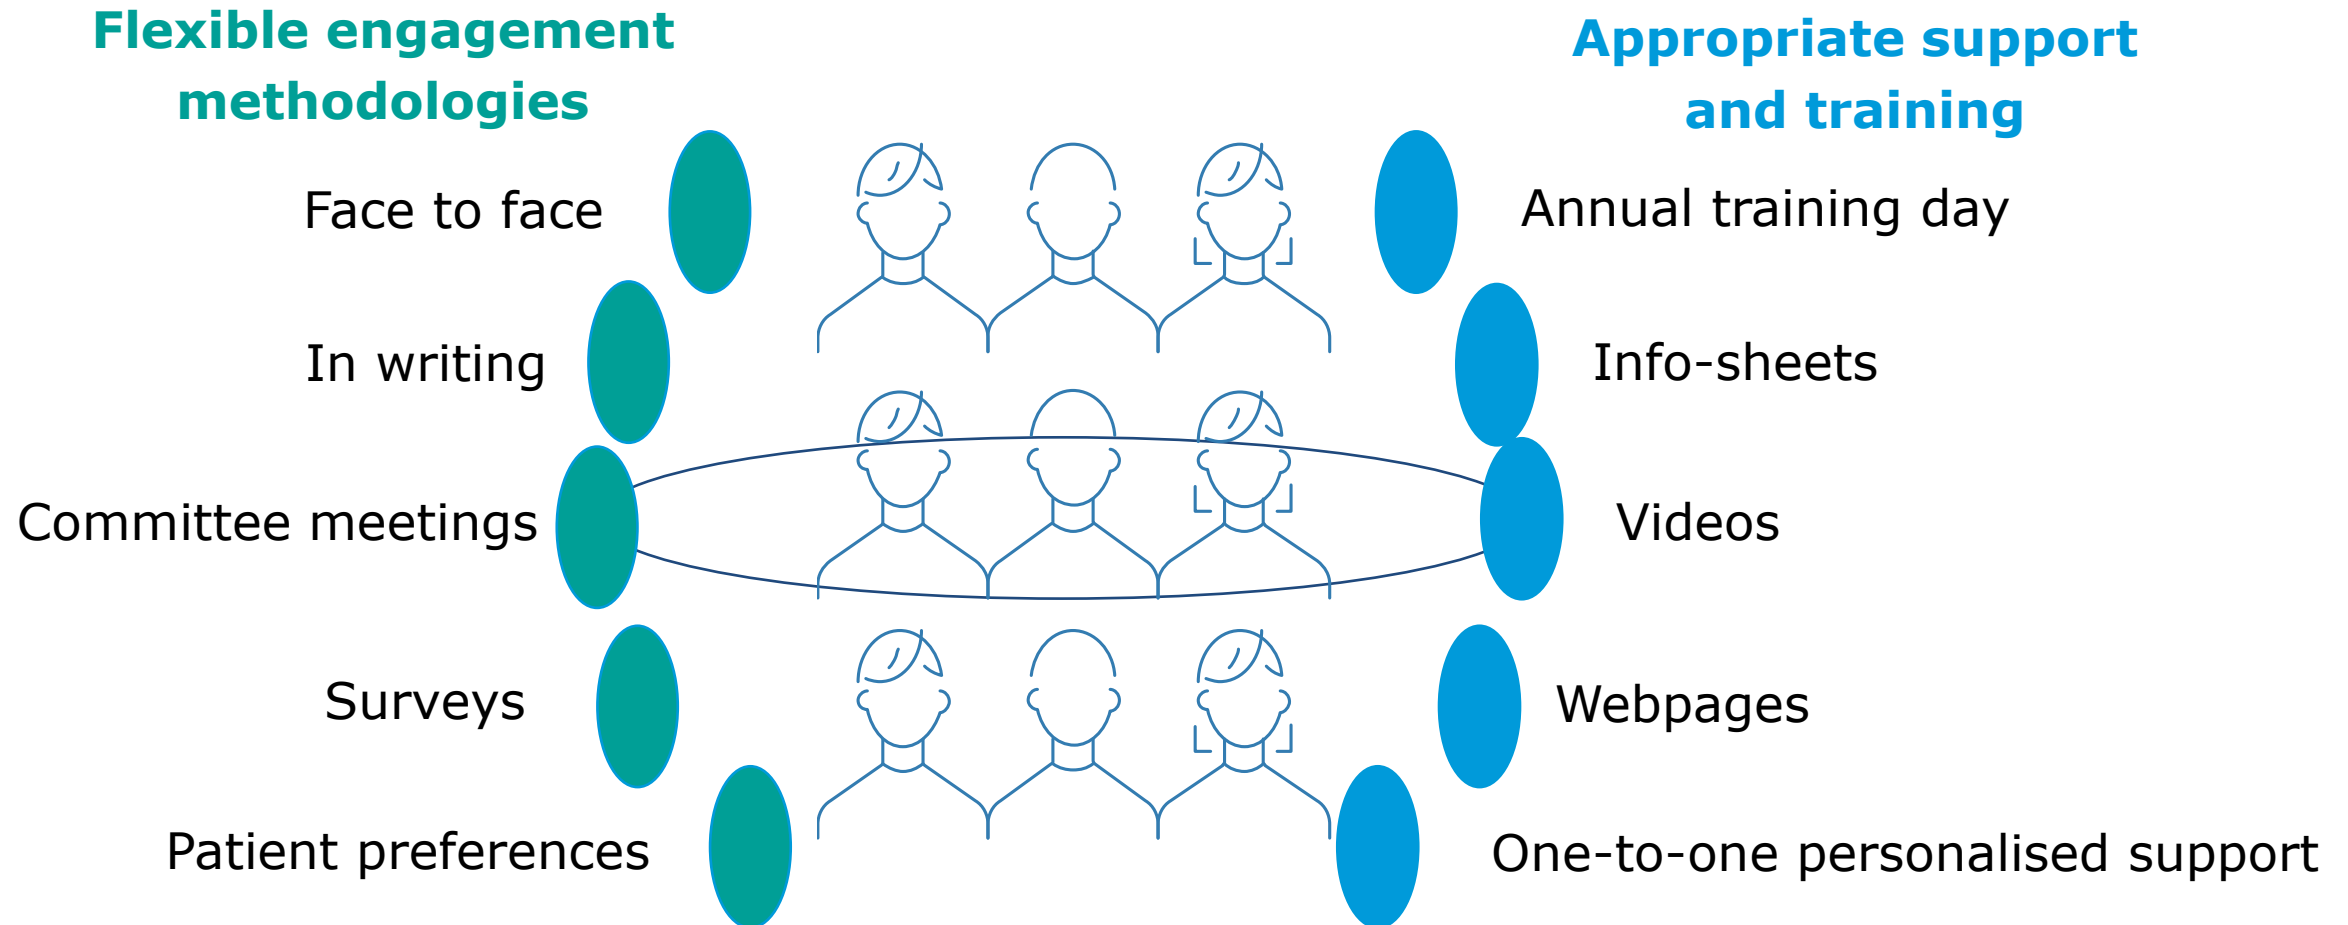 Flexible engagement
methodologies
Face to face
In writing
Committee meetings
Surveys
Patient preferences
Appropriate support
and training
Annual training day
Info-sheets
Videos
Webpages
One-to-one personalised support